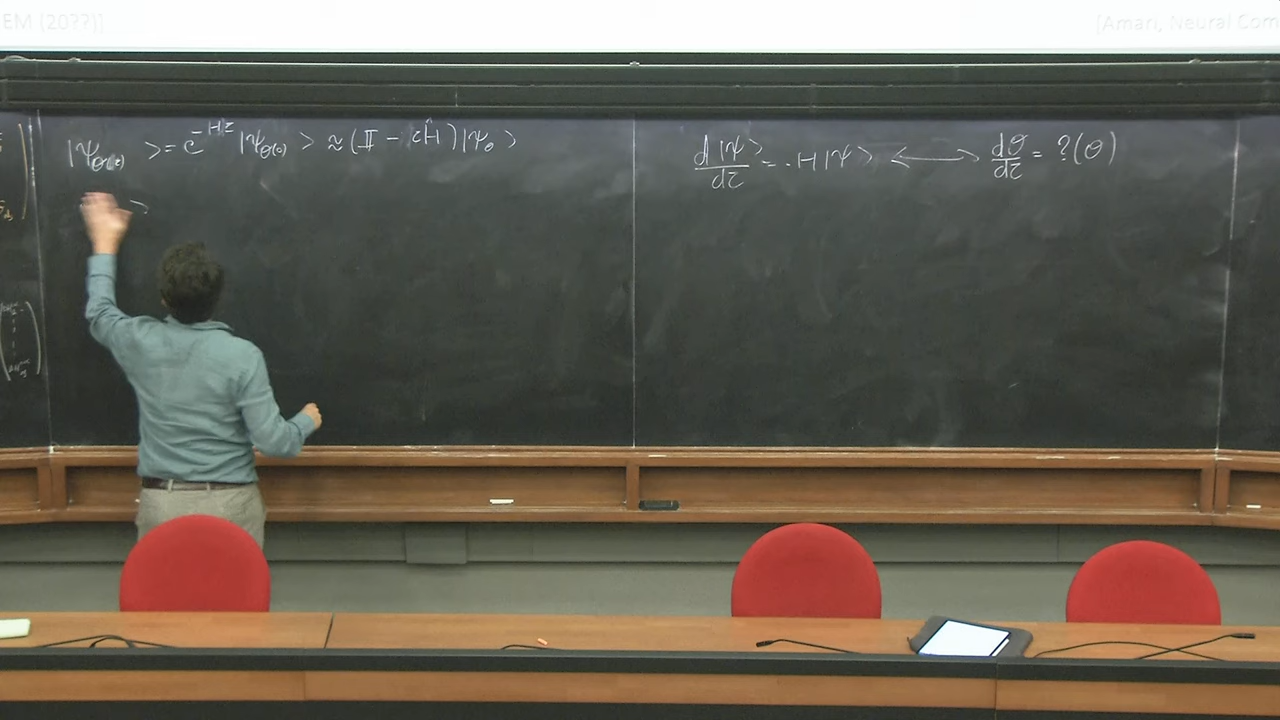 EM (20??)]
[Amari, Neural Com
|ψ_θ(τ) > = e^{-Hτ} |ψ_θ(0) > ≈ (𝕀 - τĤ) |ψ_0 >
d|ψ>/dτ = -H|ψ> ⟷ dθ/dτ = ?(θ)